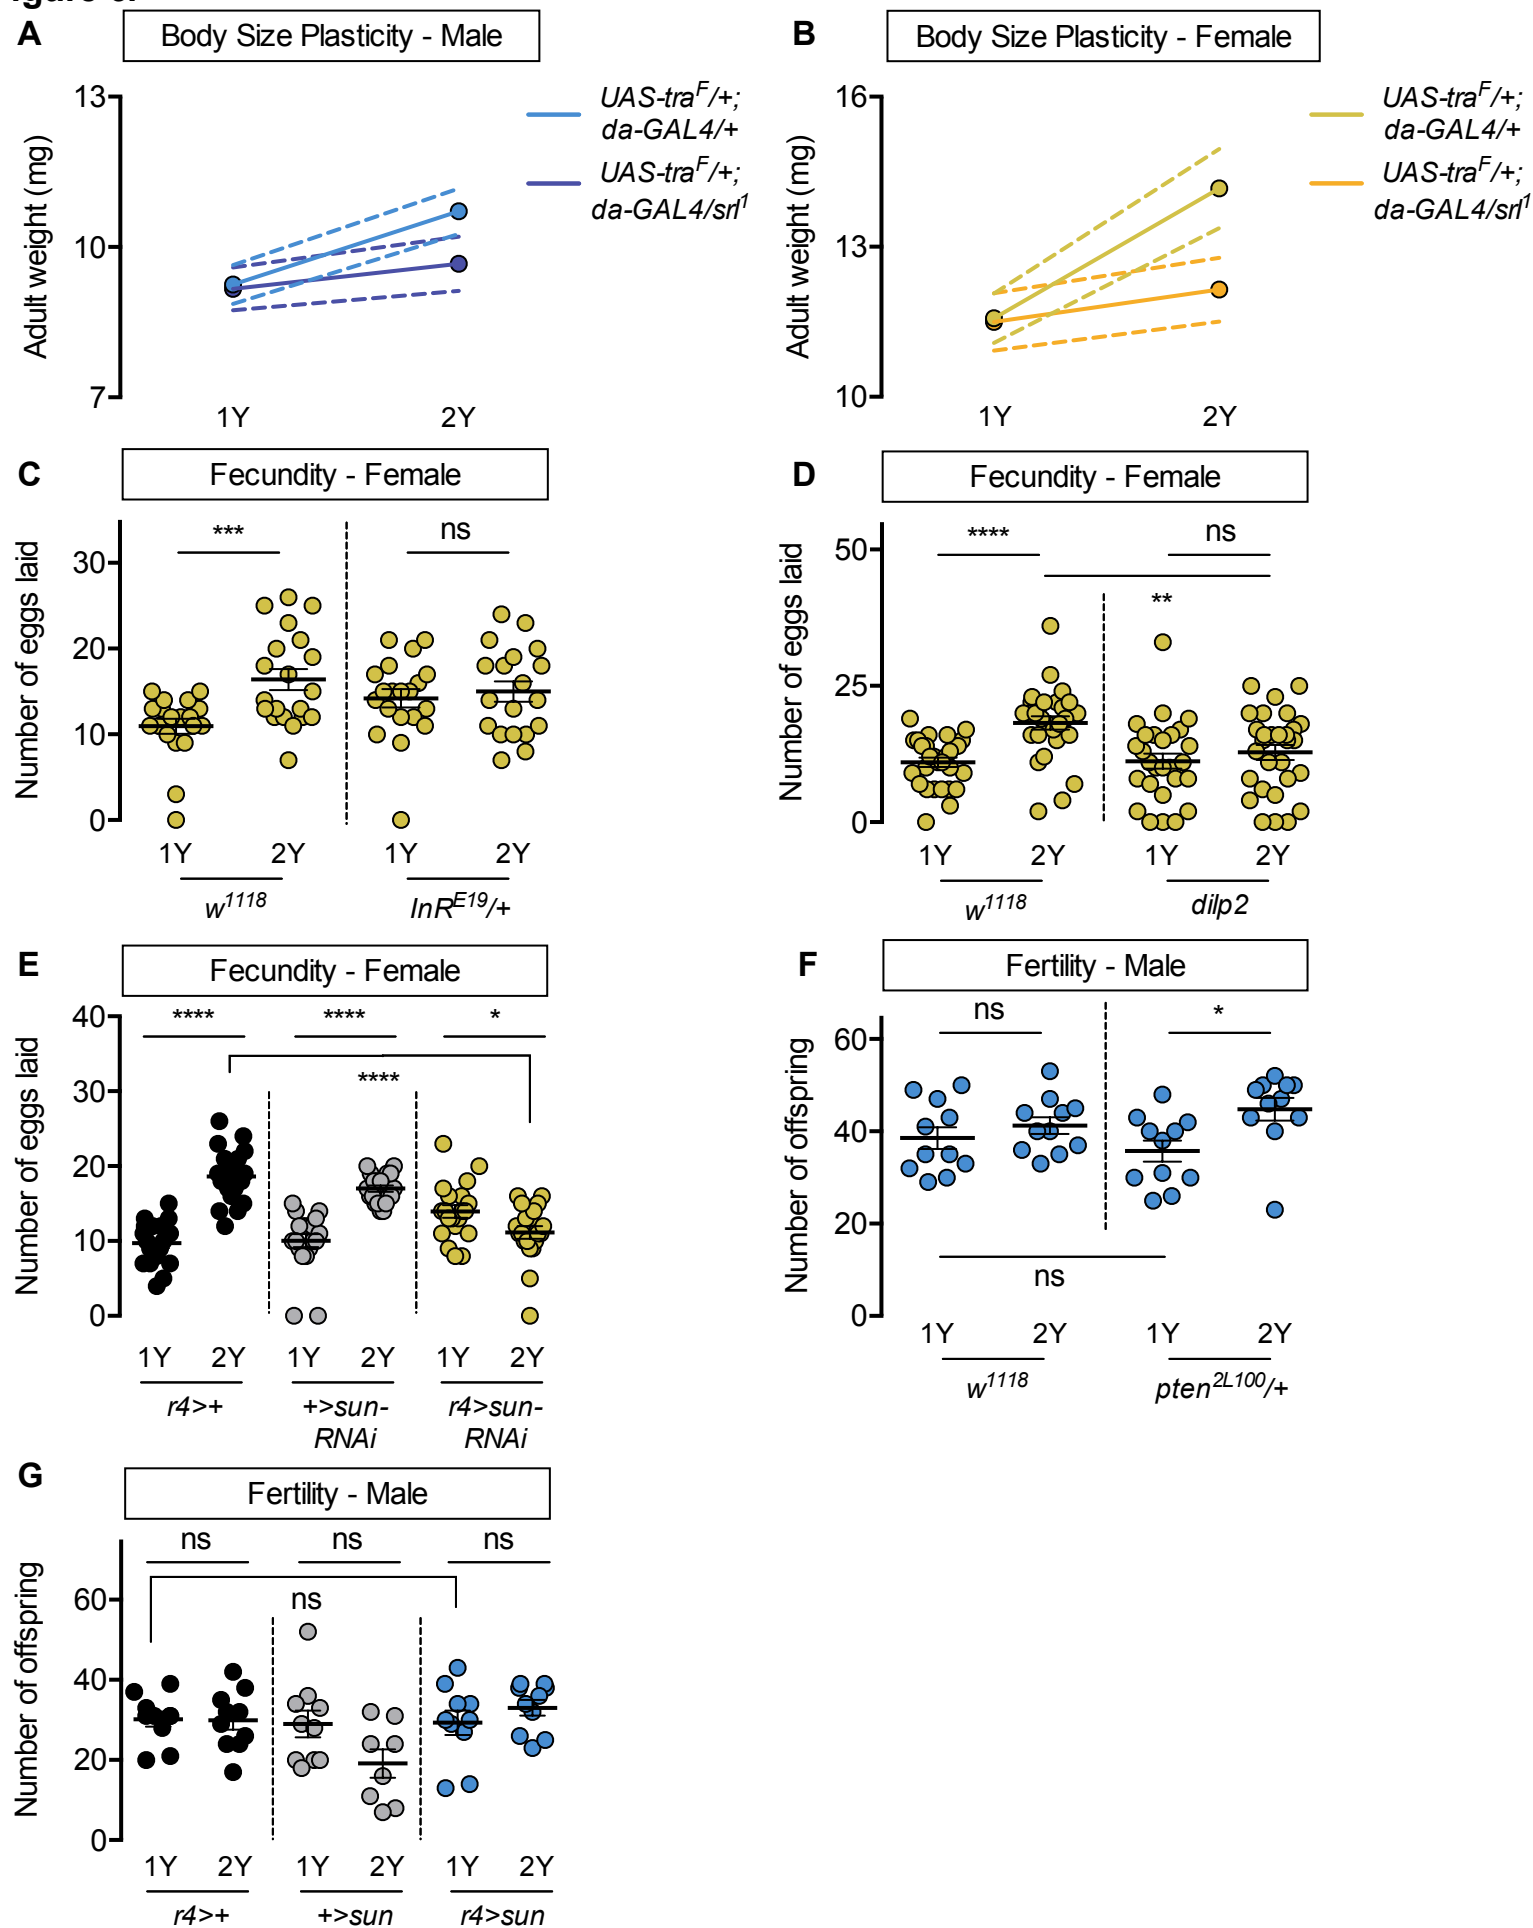 A
Body Size Plasticity - Male
13
10
7
Adult weight (mg)
1Y 2Y
UAS-traF/+;
da-GAL4/+
UAS-traF/+;
da-GAL4/srl1
B
Body Size Plasticity - Female
16
13
10
Adult weight (mg)
1Y 2Y
UAS-traF/+;
da-GAL4/+
UAS-traF/+;
da-GAL4/srl1
C
Fecundity - Female
*** ns
30
20
10
0
Number of eggs laid
1Y 2Y 1Y 2Y
w1118 InRE19/+
D
Fecundity - Female
**** ns
**
50
25
0
Number of eggs laid
1Y 2Y 1Y 2Y
w1118 dilp2
E
Fecundity - Female
**** **** *
****
40
30
20
10
0
Number of eggs laid
1Y 2Y 1Y 2Y 1Y 2Y
r4>+ +>sun- r4>sun-
RNAi RNAi
F
Fertility - Male
ns *
60
40
20
0
Number of offspring
ns
1Y 2Y 1Y 2Y
w1118 pten2L100/+
G
Fertility - Male
ns ns ns
ns
60
40
20
0
Number of offspring
1Y 2Y 1Y 2Y 1Y 2Y
r4>+ +>sun r4>sun